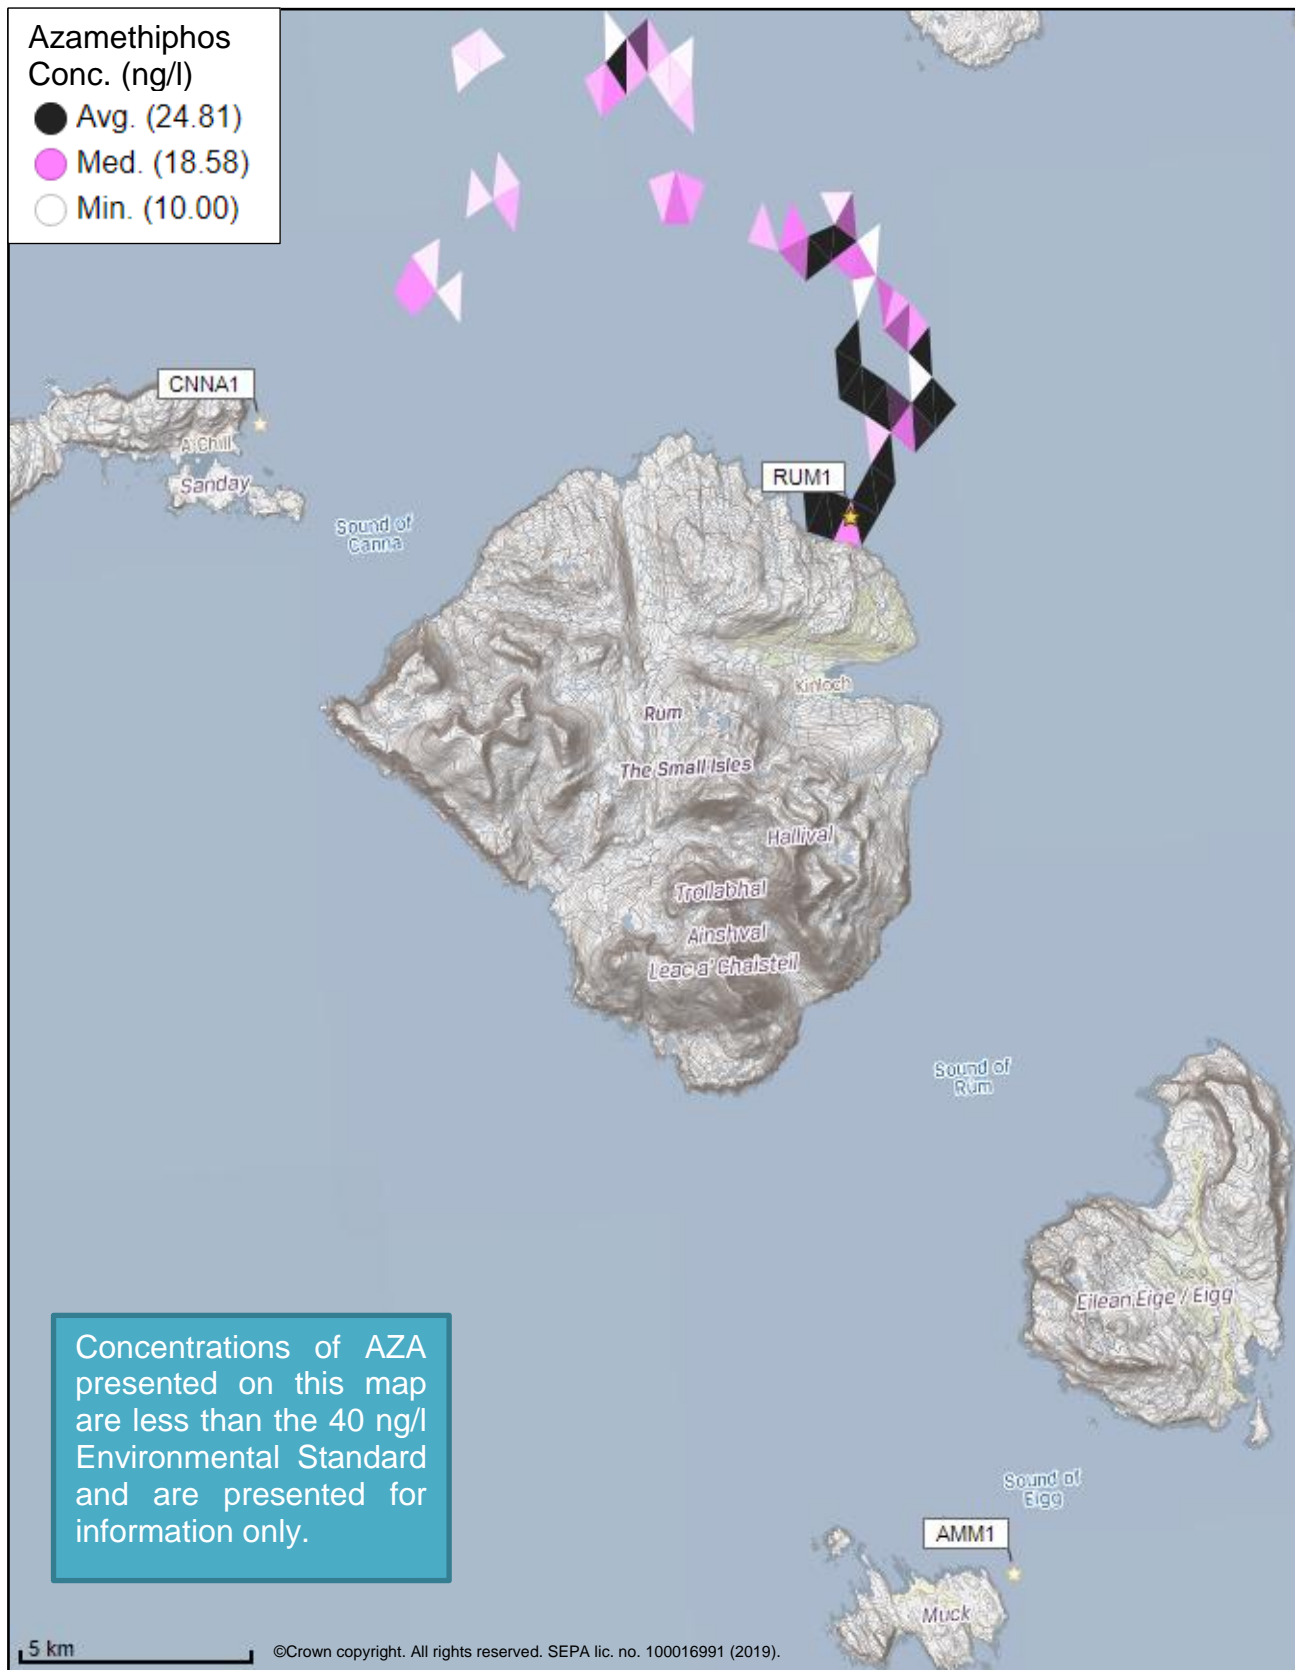 Azamethiphos
Conc. (ng/l)
Avg. (24.81)
Med. (18.58)
Min. (10.00)
CNNA1
A'Chill
Sanday
Sound of
Canna
RUM1
Kinloch
Rum
The Small Isles
Hallival
Trollabhal
Ainshval
Leac a' Chaisteil
Sound of
Rum
Eilean Eige / Eigg
Concentrations of AZA
presented on this map
are less than the 40 ng/l
Environmental Standard
and are presented for
information only.
Sound of
Eigg
AMM1
Muck
5 km
©Crown copyright. All rights reserved. SEPA lic. no. 100016991 (2019).